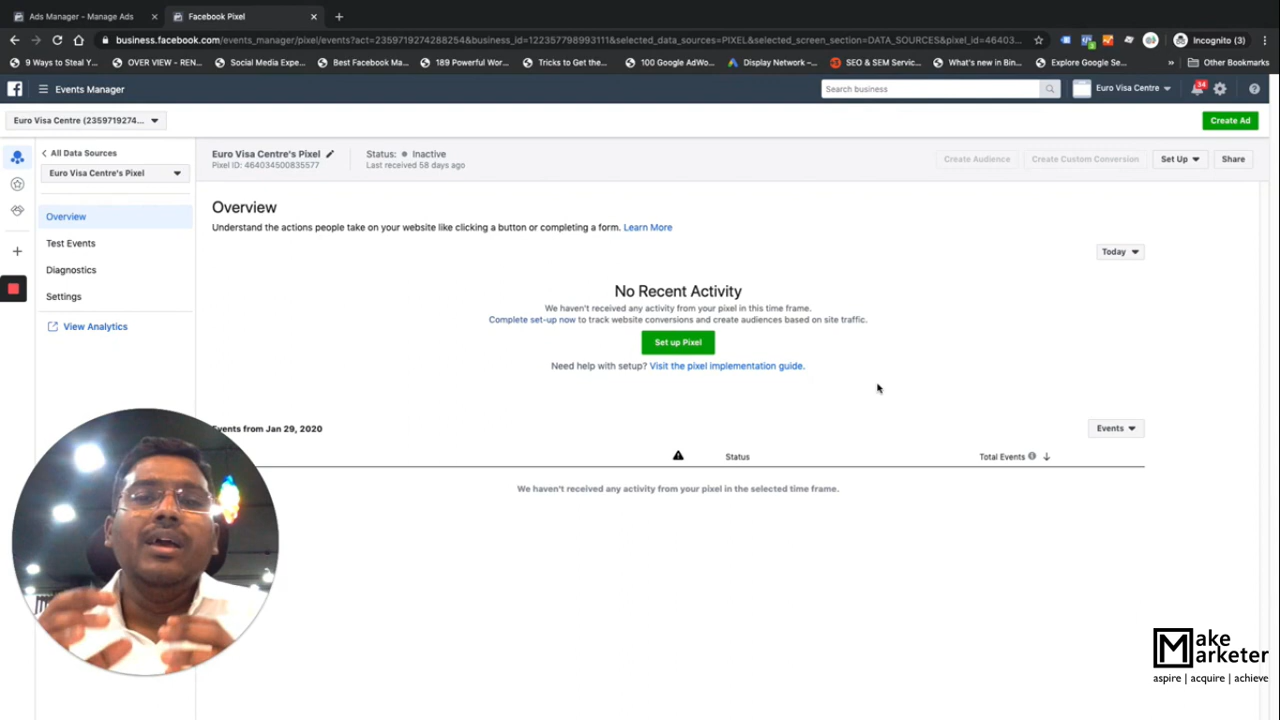 Ads Manager - Manage Ads
Facebook Pixel
business.facebook.com/events_manager/pixel/events?act=2359719274288254&business_id=122357798993111&selected_data_sources=PIXEL&selected_screen_section=DATA_SOURCES&pixel_id=46403...
Incognito (3)
9 Ways to Steal Y...
OVER VIEW - REN...
Social Media Expe...
Best Facebook Ma...
189 Powerful Wor...
Tricks to Get the...
100 Google AdWo...
Display Network –...
SEO & SEM Servic...
What's new in Bin...
Explore Google Se...
»
Other Bookmarks
Events Manager
Search business
Euro Visa Centre
34
Euro Visa Centre (2359719274...
Create Ad
All Data Sources
Euro Visa Centre's Pixel
Overview
Test Events
Diagnostics
Settings
View Analytics
Euro Visa Centre's Pixel
Pixel ID: 464034500835577
Status: Inactive
Last received 58 days ago
Create Audience
Create Custom Conversion
Set Up
Share
Overview
Understand the actions people take on your website like clicking a button or completing a form. Learn More
Today
No Recent Activity
We haven't received any activity from your pixel in this time frame.
Complete set-up now to track website conversions and create audiences based on site traffic.
Set up Pixel
Need help with setup? Visit the pixel implementation guide.
Events from Jan 29, 2020
Events
Status
Total Events
We haven't received any activity from your pixel in the selected time frame.
Make
Marketer
aspire | acquire | achieve